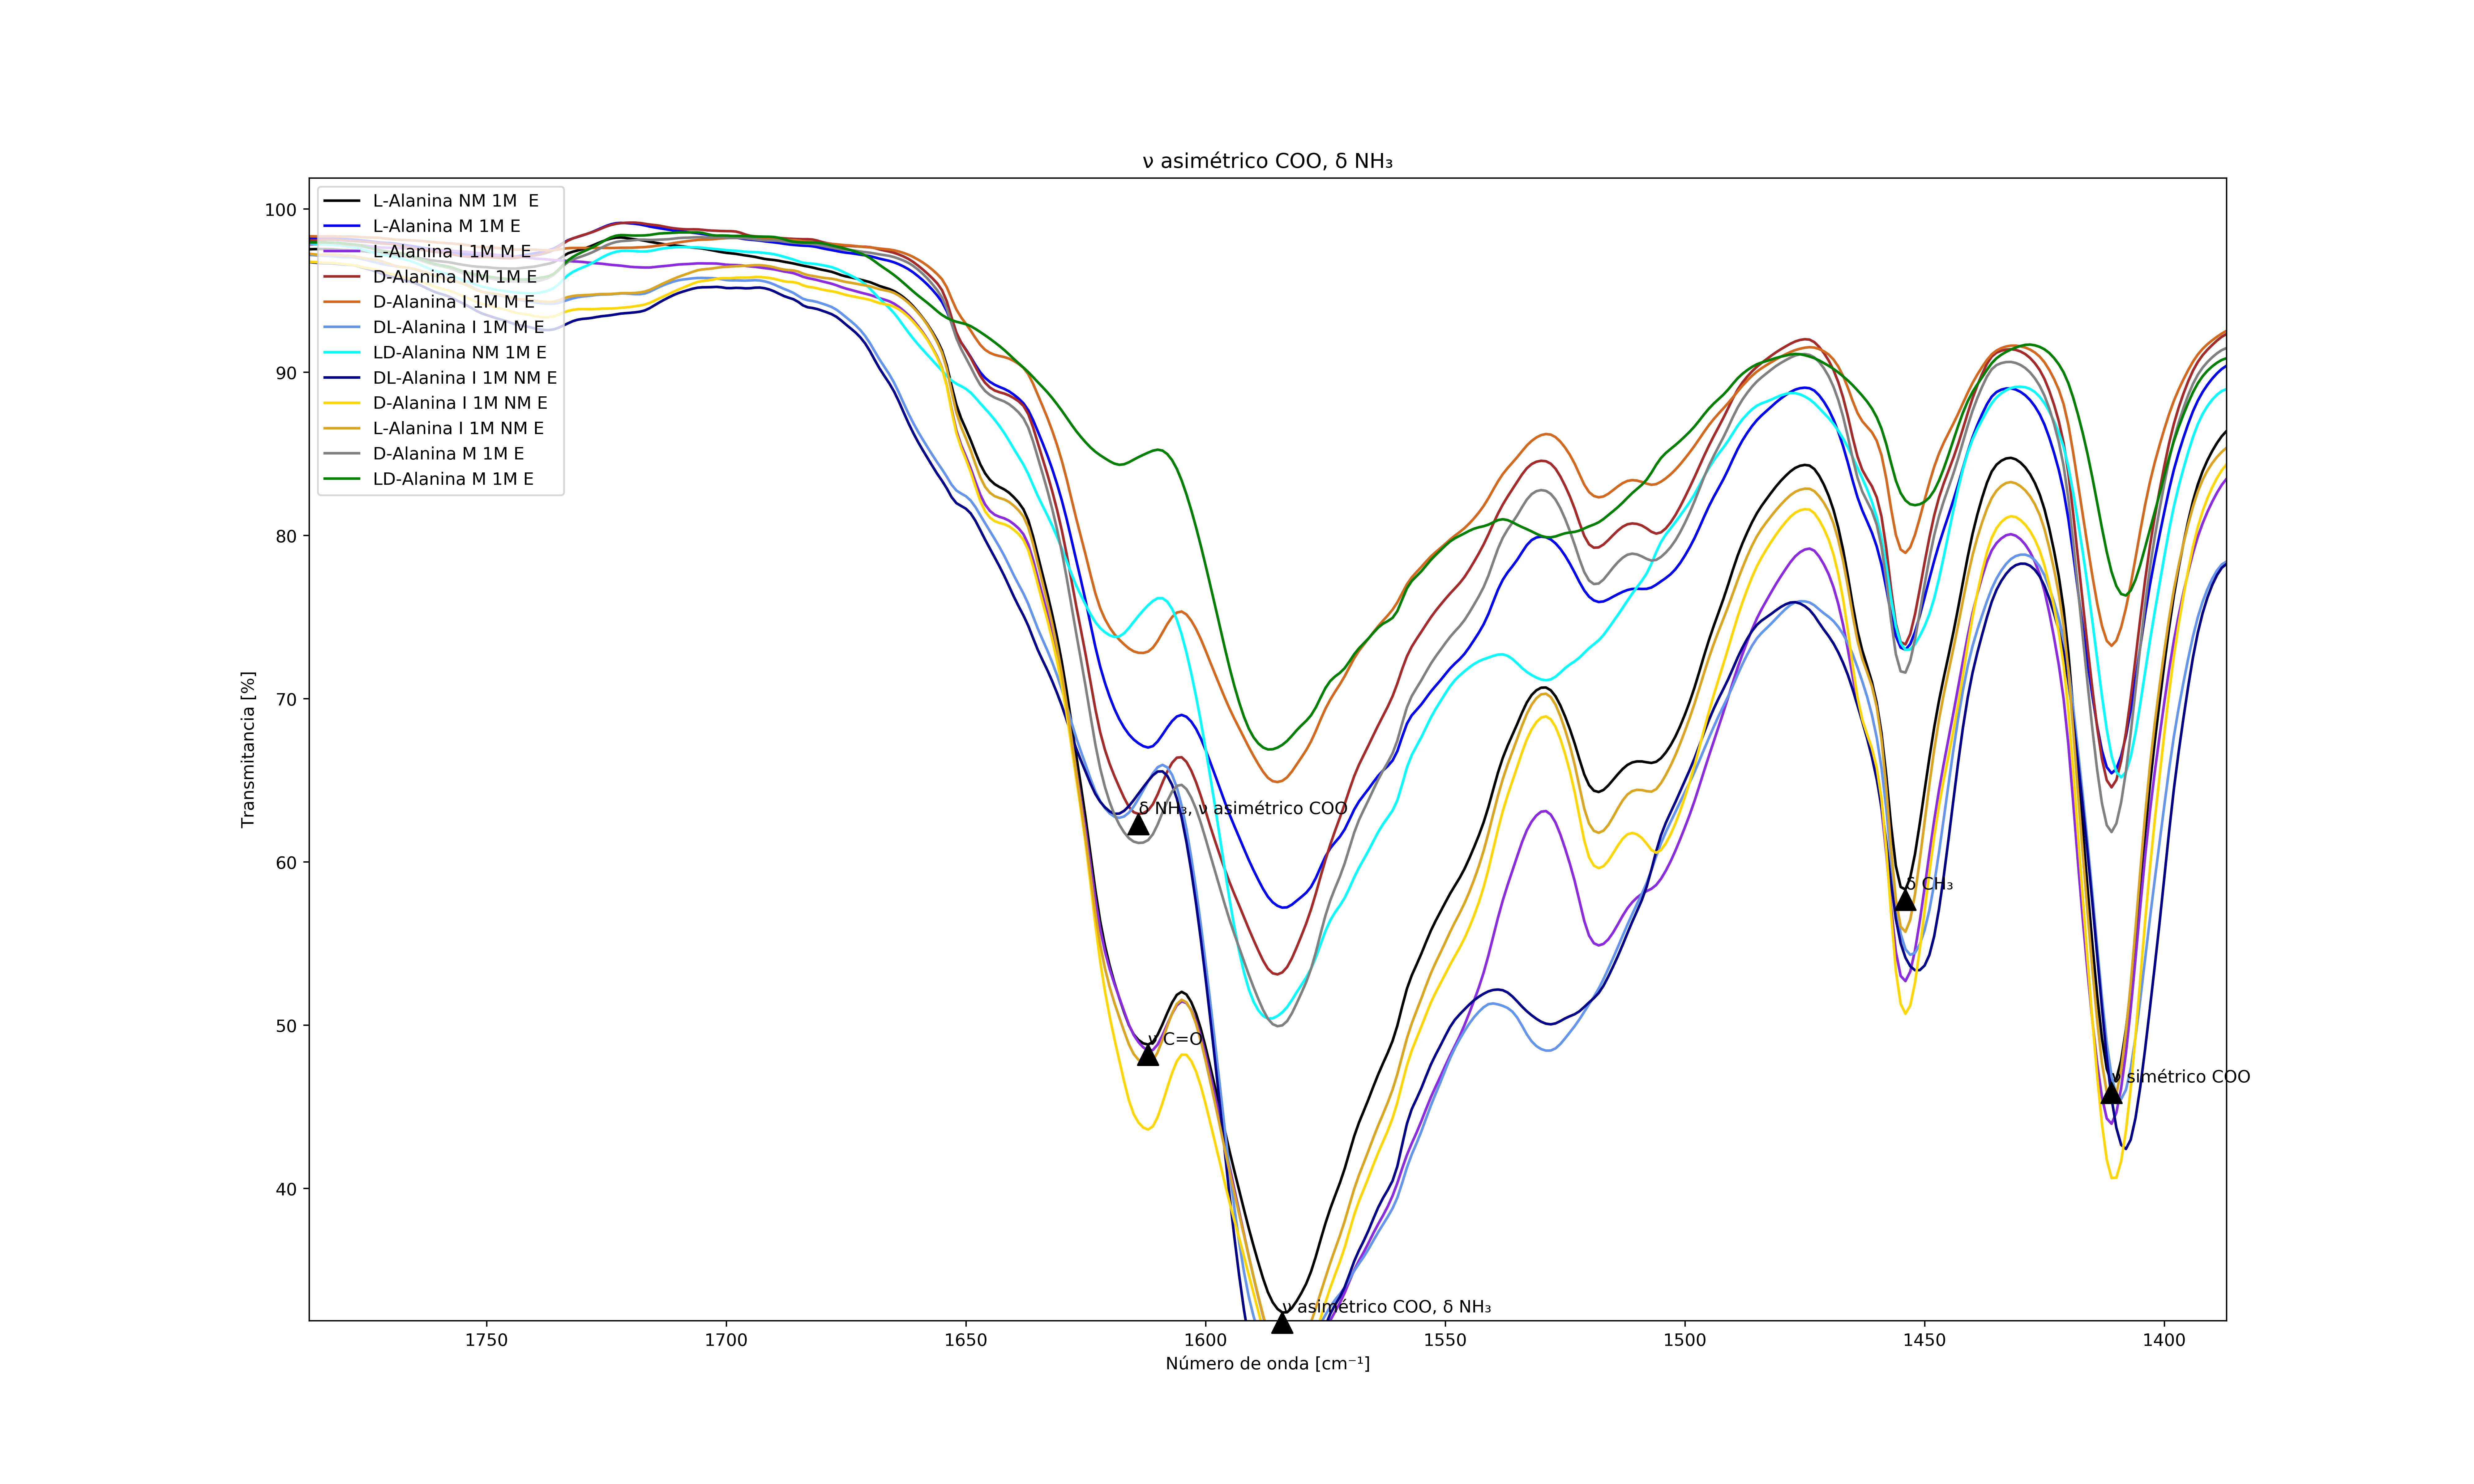 ν asimétrico COO, δ NH₃
L-Alanina NM 1M  E
L-Alanina M 1M E
L-Alanina I 1M M E
D-Alanina NM 1M E
D-Alanina I 1M M E
DL-Alanina I 1M M E
LD-Alanina NM 1M E
DL-Alanina I 1M NM E
D-Alanina I 1M NM E
L-Alanina I 1M NM E
D-Alanina M 1M E
LD-Alanina M 1M E
100
90
80
70
60
50
40
Transmitancia [%]
δ NH₃, ν asimétrico COO
δ CH₃
ν C=O
ν simétrico COO
ν asimétrico COO, δ NH₃
1750
1700
1650
1600
1550
1500
1450
1400
Número de onda [cm⁻¹]